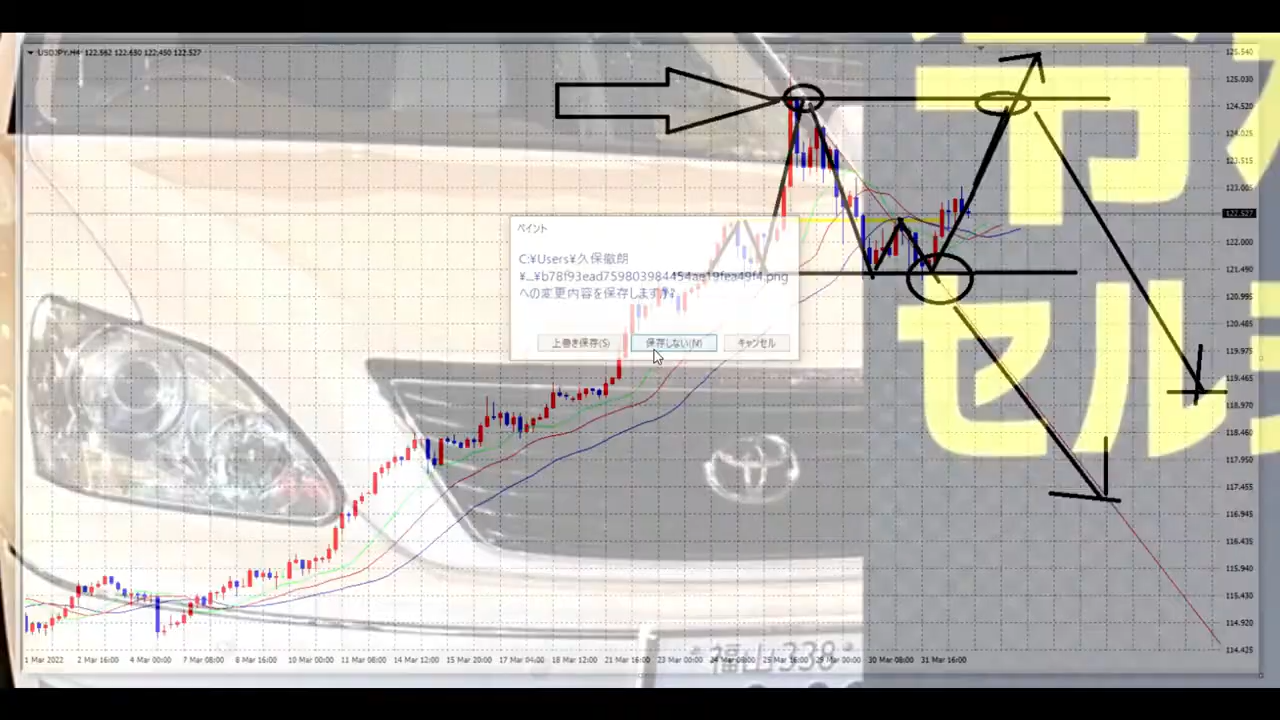 USDJPY,H4 122.562 122.630 122.450 122.527
125.540
125.030
124.520
124.025
123.515
123.005
122.527
122.000
121.490
120.995
120.485
119.975
119.465
118.970
118.460
117.950
117.455
116.945
116.435
115.940
115.430
114.920
114.425
ペイント
C:¥Users¥久保徹朗
¥...¥b78f93ead759803984454ae19fea49f4.png
への変更内容を保存しますか?
上書き保存(S) 保存しない(N) キャンセル
セル
福山 338
1 Mar 2022 2 Mar 16:00 4 Mar 00:00 7 Mar 08:00 8 Mar 16:00 10 Mar 00:00 11 Mar 08:00 14 Mar 12:00 15 Mar 20:00 17 Mar 04:00 18 Mar 12:00 21 Mar 16:00 23 Mar 00:00 24 Mar 08:00 25 Mar 16:00 29 Mar 00:00 30 Mar 08:00 31 Mar 16:00